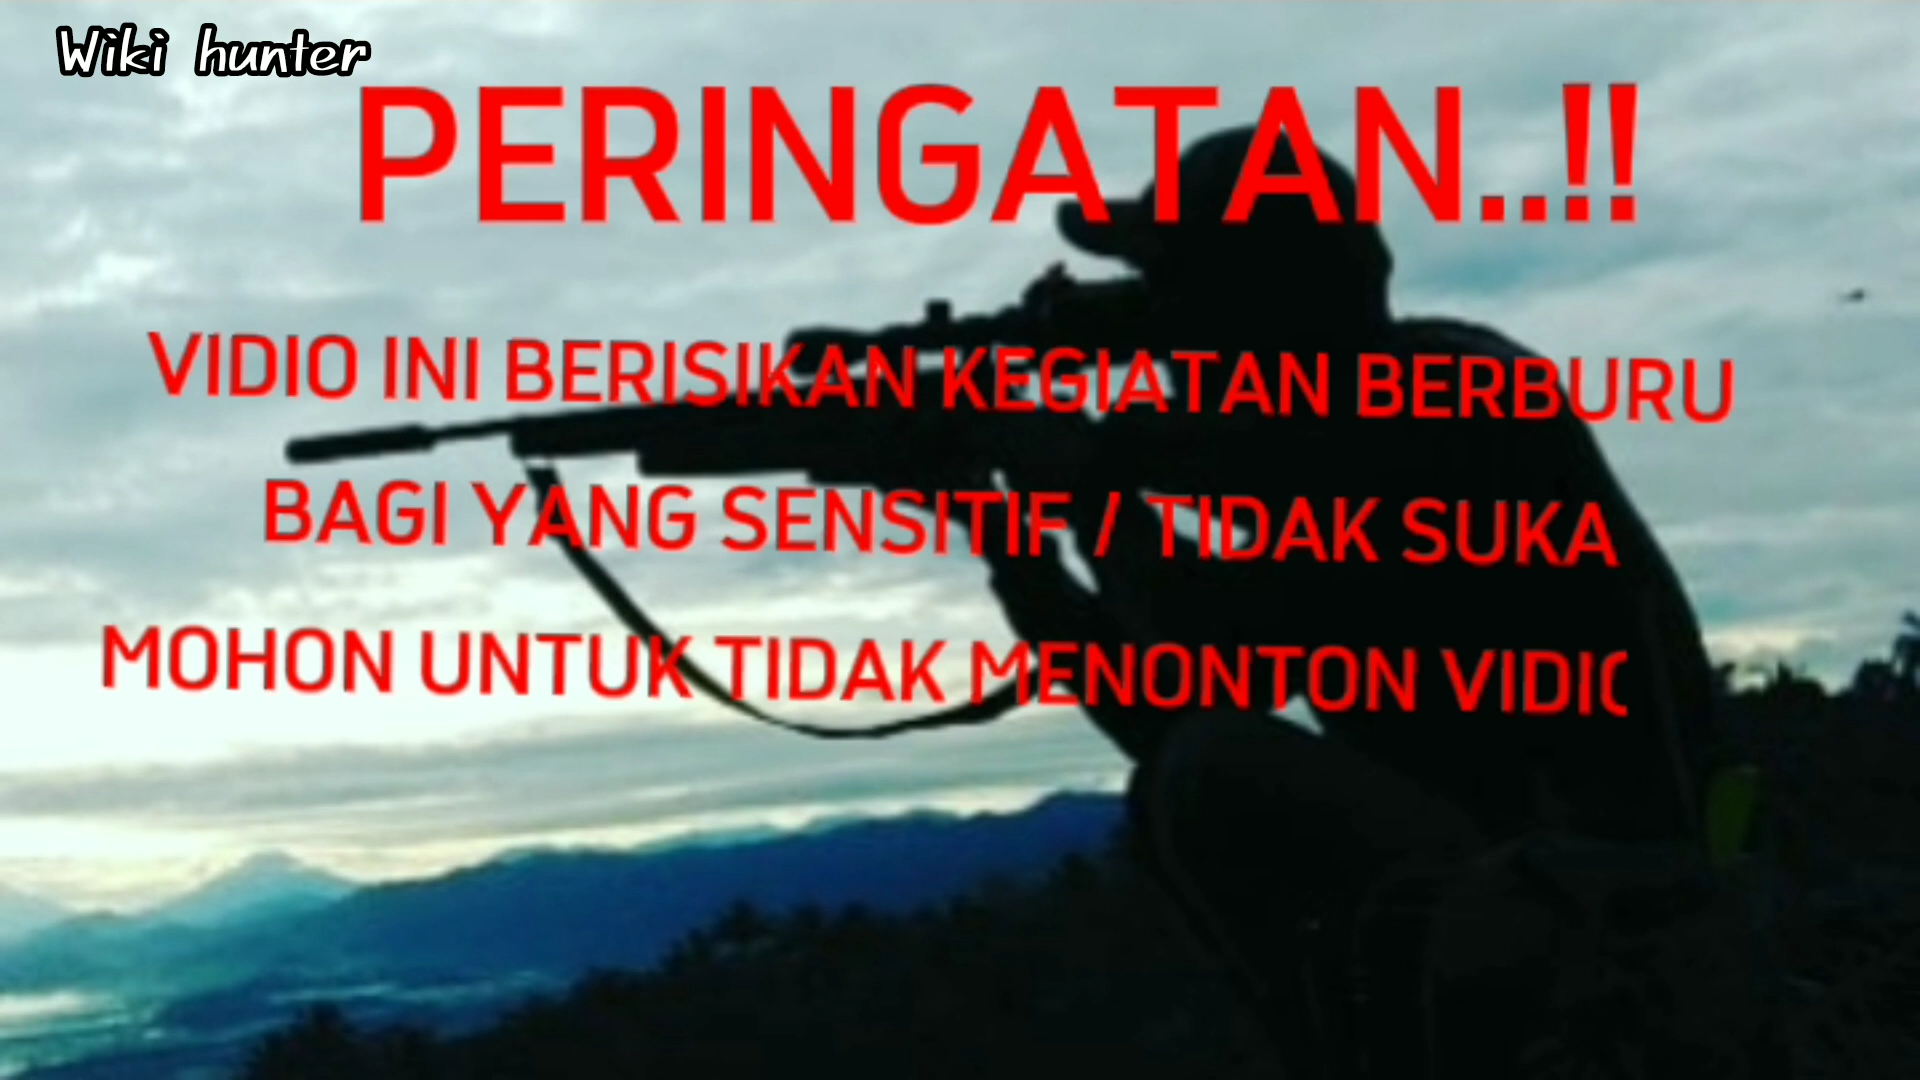 Wiki hunter
PERINGATAN..!!
VIDIO INI BERISIKAN KEGIATAN BERBURU
BAGI YANG SENSITIF / TIDAK SUKA
MOHON UNTUK TIDAK MENONTON